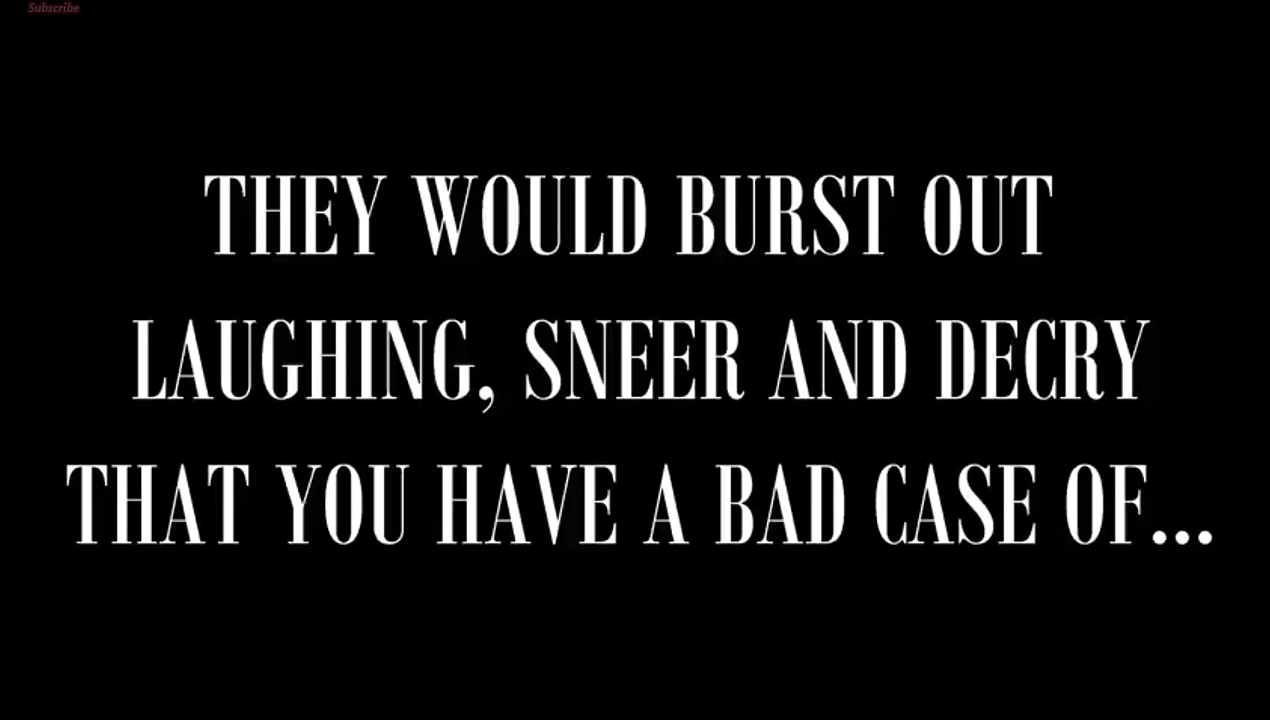 Subscribe
THEY WOULD BURST OUT
LAUGHING, SNEER AND DECRY
THAT YOU HAVE A BAD CASE OF...